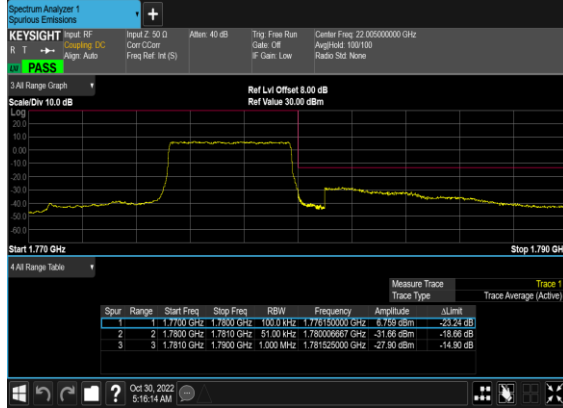 Spectrum Analyzer 1
Spurious Emissions
+
KEYSIGHT Input: RF Input Z: 50 Ω Atten: 40 dB Trig: Free Run Center Freq: 22.005000000 GHz
R T Coupling: DC Corr CCorr Gate: Off Avg|Hold: 100/100
Align: Auto Freq Ref: Int (S) IF Gain: Low Radio Std: None
PASS
3 All Range Graph Ref Lvl Offset 8.00 dB
Scale/Div 10.0 dB Ref Value 30.00 dBm
Log
20.0
10.0
0.00
-10.0
-20.0
-30.0
-40.0
-50.0
-60.0
Start 1.770 GHz Stop 1.790 GH
4 All Range Table
Measure Trace Trace 1
Trace Type Trace Average (Active)
Spur Range Start Freq Stop Freq RBW Frequency Amplitude ΔLimit
1 1 1.7700 GHz 1.7800 GHz 100.0 kHz 1.776150000 GHz 6.759 dBm -23.24 dB
2 2 1.7800 GHz 1.7810 GHz 51.00 kHz 1.780006667 GHz -31.66 dBm -18.66 dB
3 3 1.7810 GHz 1.7900 GHz 1.000 MHz 1.781525000 GHz -27.90 dBm -14.90 dB
? Oct 30, 2022
5:16:14 AM